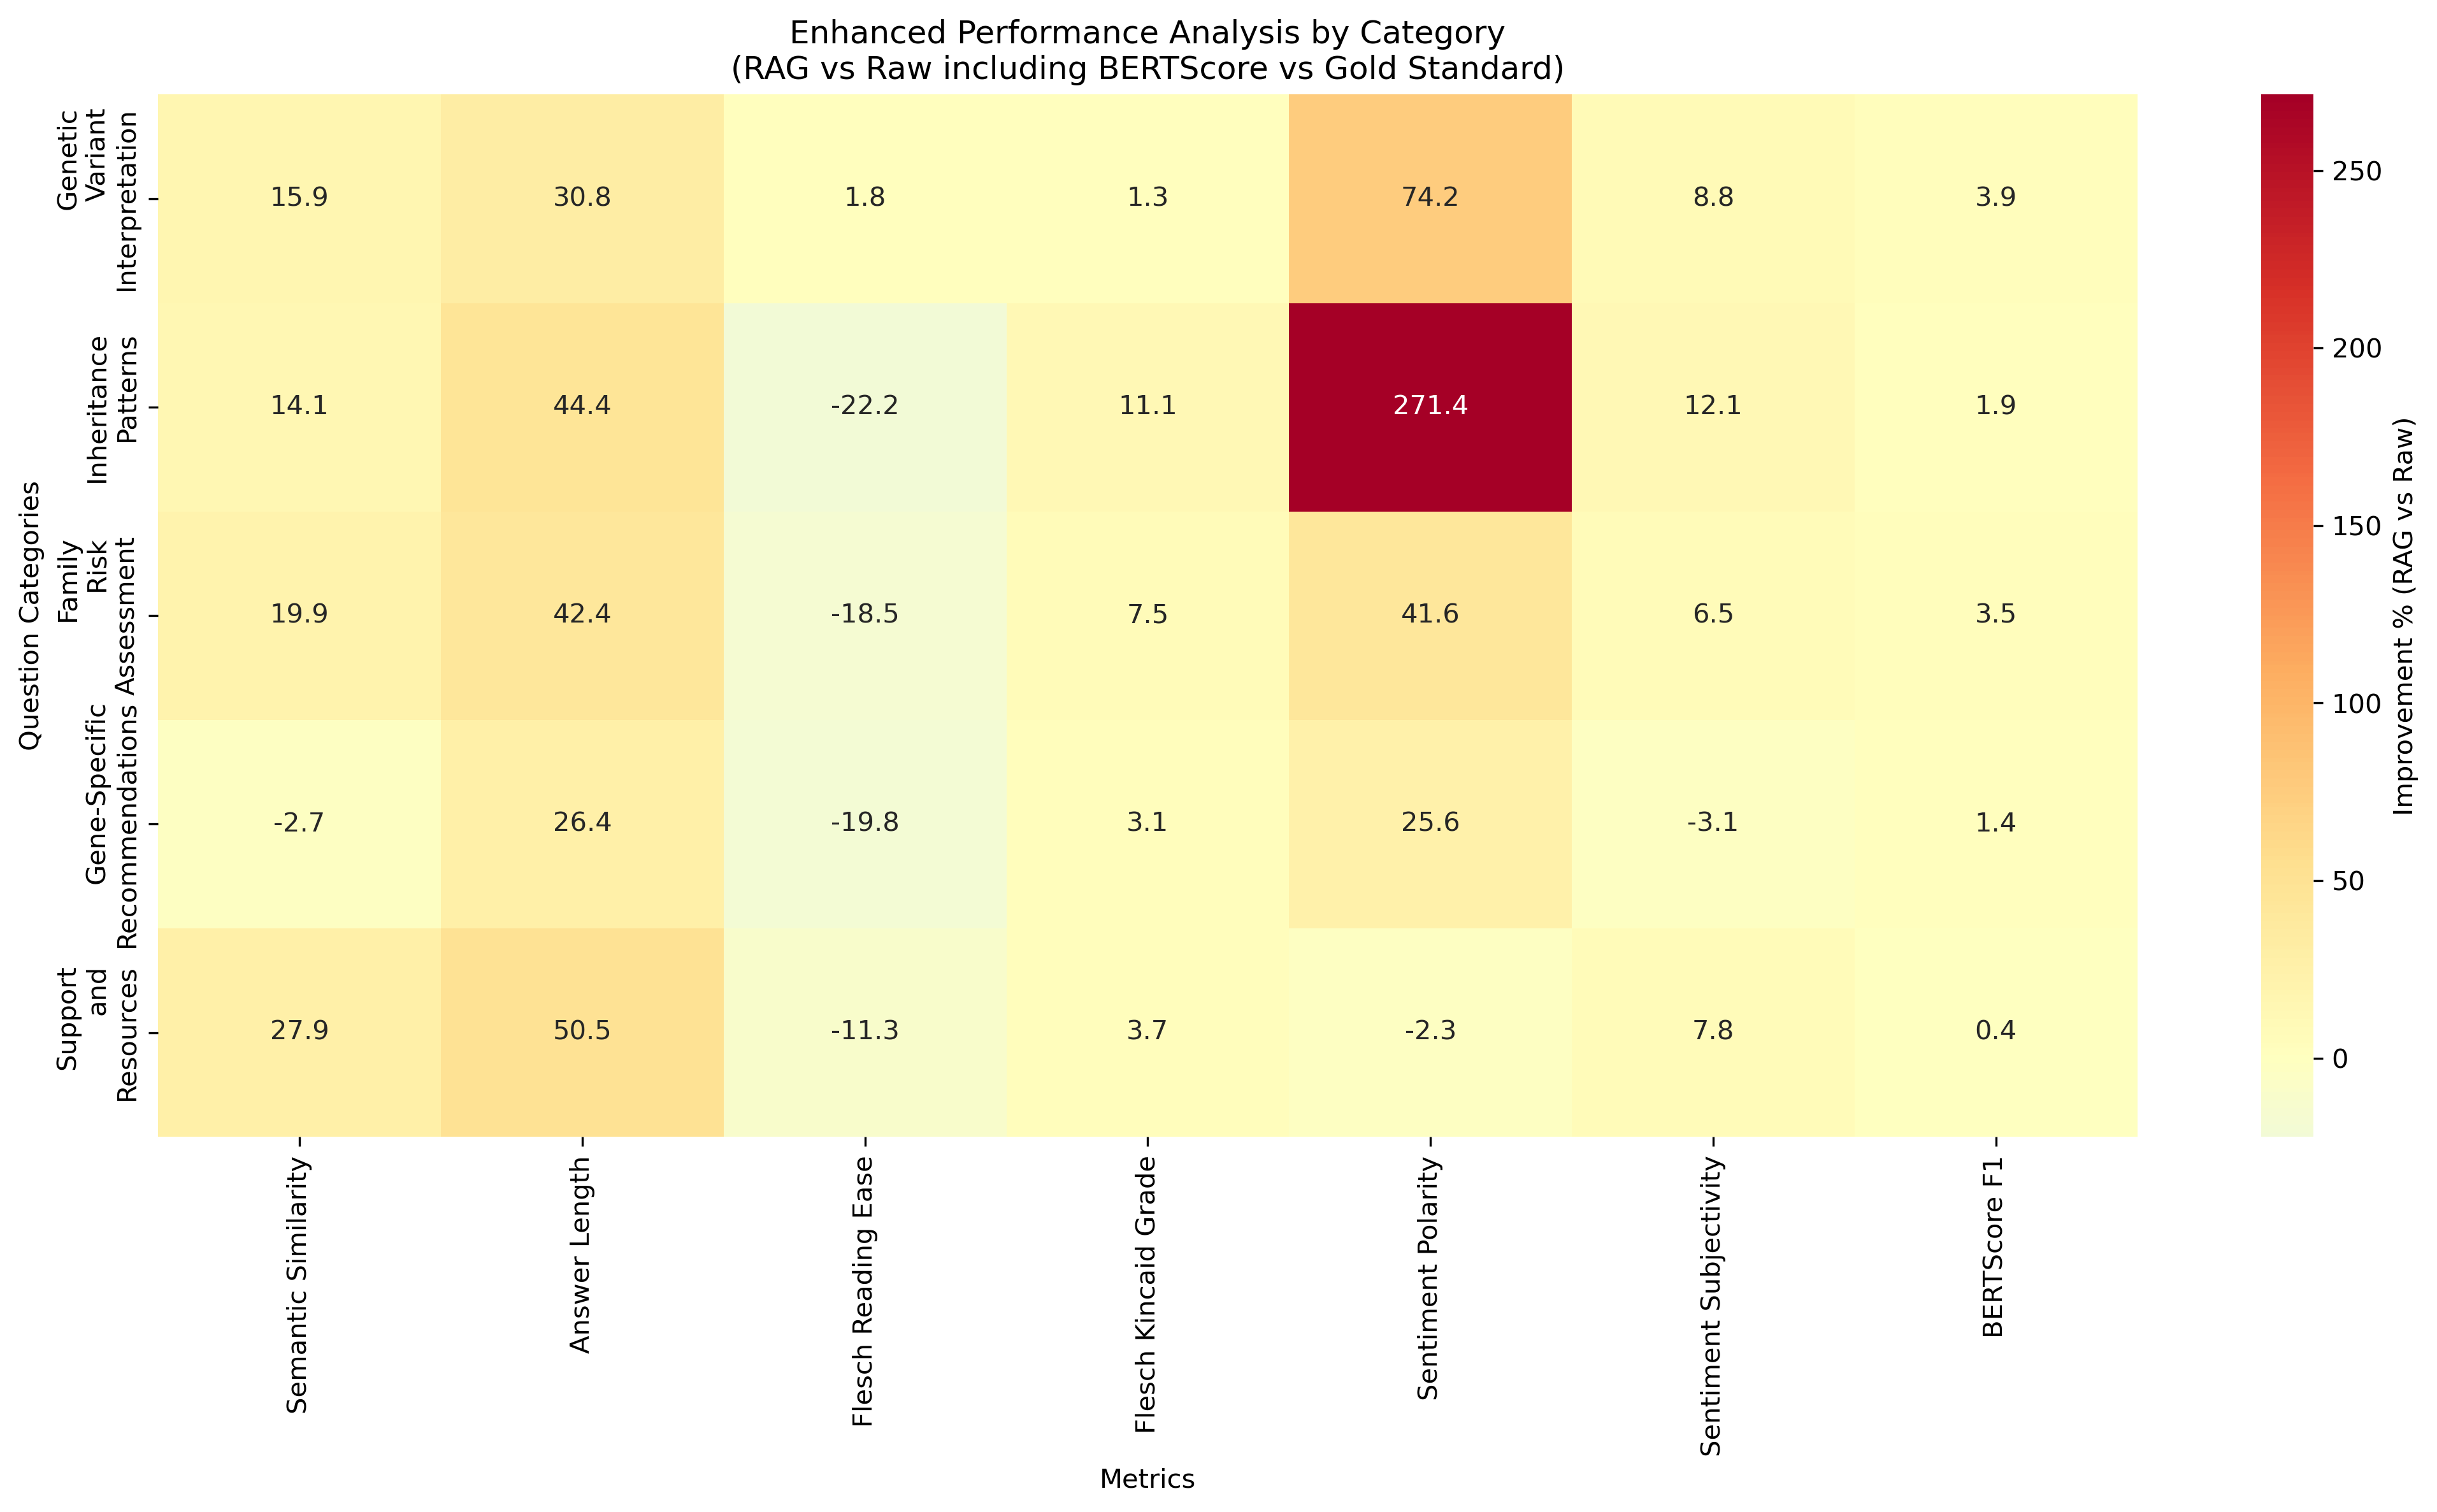 Enhanced Performance Analysis by Category
(RAG vs Raw including BERTScore vs Gold Standard)
Question Categories
Genetic
Variant
Interpretation
15.9 30.8 1.8 1.3 74.2 8.8 3.9
Inheritance
Patterns
14.1 44.4 -22.2 11.1 271.4 12.1 1.9
Family
Risk
Assessment
19.9 42.4 -18.5 7.5 41.6 6.5 3.5
Gene-Specific
Recommendations
-2.7 26.4 -19.8 3.1 25.6 -3.1 1.4
Support
and
Resources
27.9 50.5 -11.3 3.7 -2.3 7.8 0.4
Semantic Similarity
Answer Length
Flesch Reading Ease
Flesch Kincaid Grade
Sentiment Polarity
Sentiment Subjectivity
BERTScore F1
Metrics
250
200
150
100
50
0
Improvement % (RAG vs Raw)